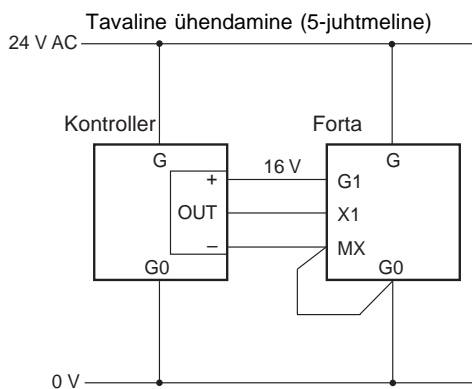 Tavaline ühendamine (5-juhtmeline)
24 V AC
Kontroller
Forta
G
G
16 V
+
G1
OUT
X1
–
MX
G0
G0
0 V